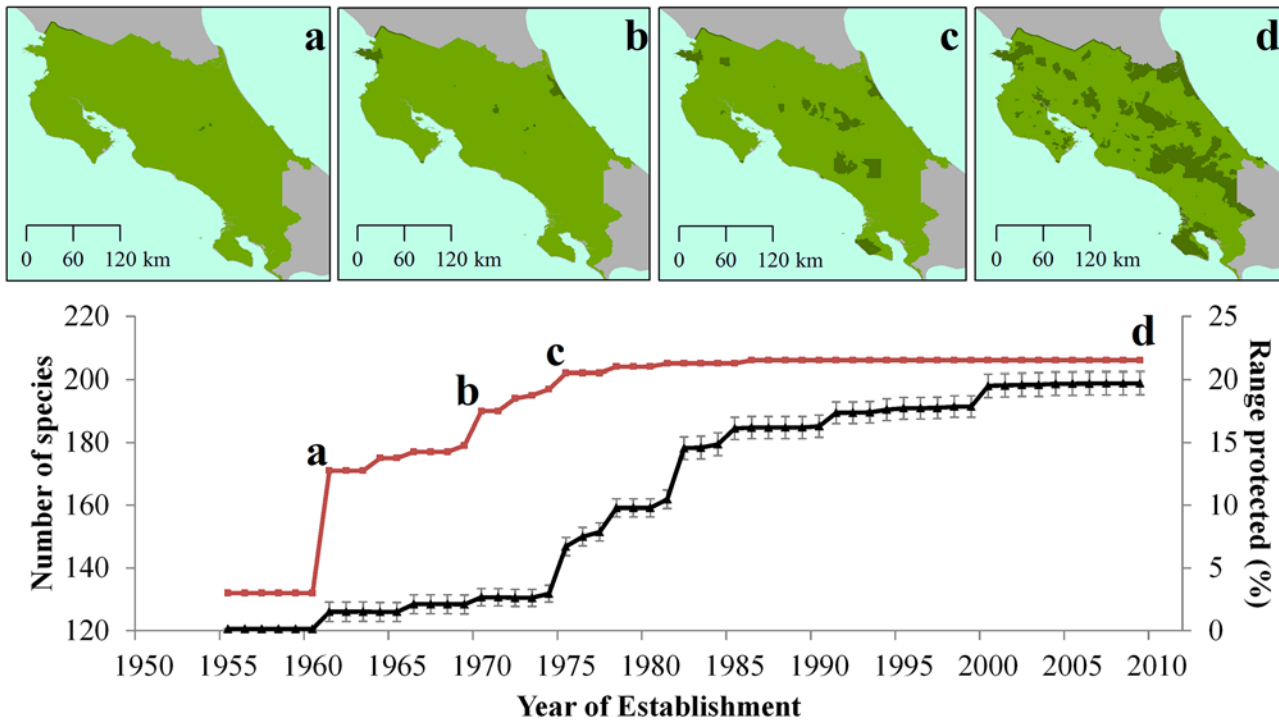 a
b
c
d
0 60 120 km
0 60 120 km
0 60 120 km
0 60 120 km
220
200
180
160
140
120
Number of species
a
b
c
d
25
20
15
10
5
0
Range protected (%)
1950 1955 1960 1965 1970 1975 1980 1985 1990 1995 2000 2005 2010
Year of Establishment